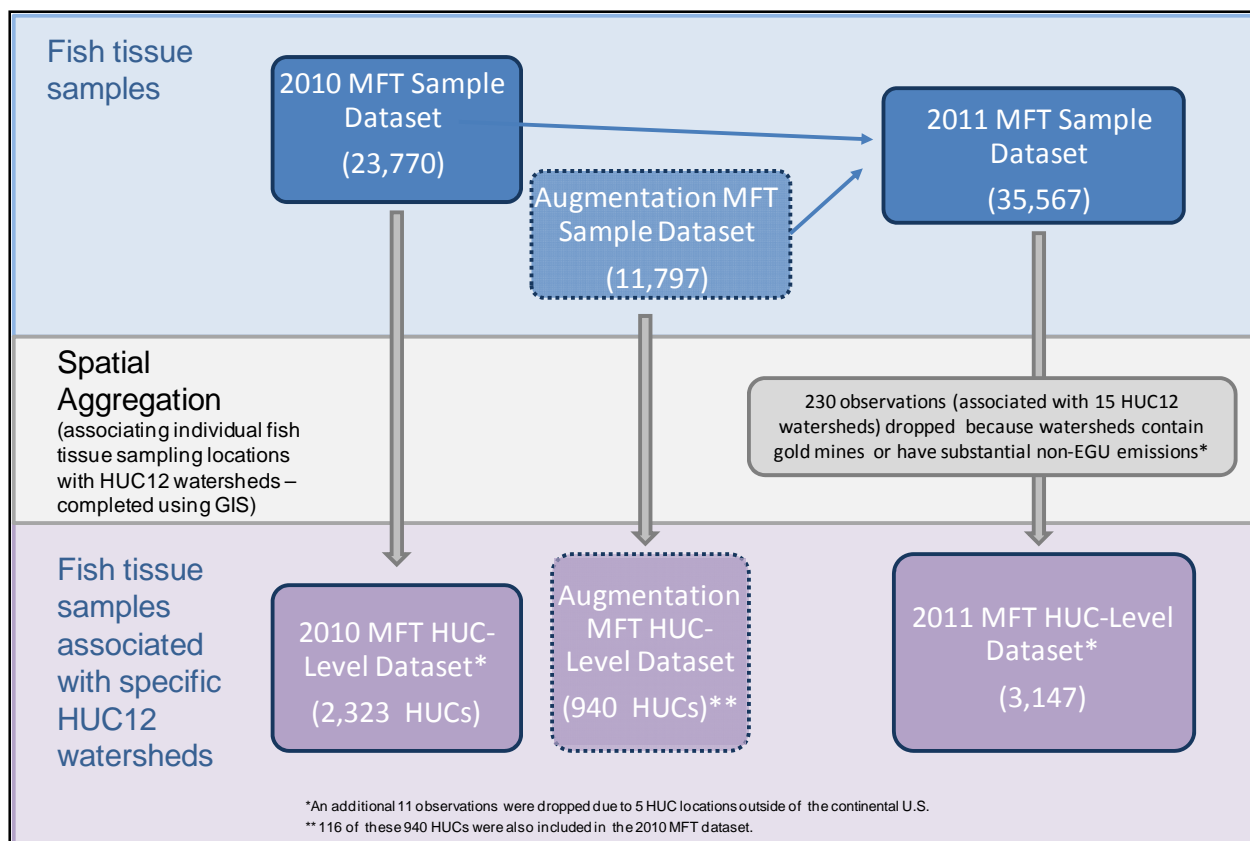 Fish tissue
samples
2010 MFT Sample
Dataset
(23,770)
Augmentation MFT
Sample Dataset
(11,797)
2011 MFT Sample
Dataset
(35,567)
Spatial
Aggregation
(associating individual fish
tissue sampling locations
with HUC12 watersheds –
completed using GIS)
230 observations (associated with 15 HUC12
watersheds) dropped because watersheds contain
gold mines or have substantial non-EGU emissions*
Fish tissue
samples
associated
with specific
HUC12
watersheds
2010 MFT HUC-
Level Dataset*
(2,323 HUCs)
Augmentation
MFT HUC-
Level Dataset
(940 HUCs)**
2011 MFT HUC-Level
Dataset*
(3,147)
*An additional 11 observations were dropped due to 5 HUC locations outside of the continental U.S.
** 116 of these 940 HUCs were also included in the 2010 MFT dataset.